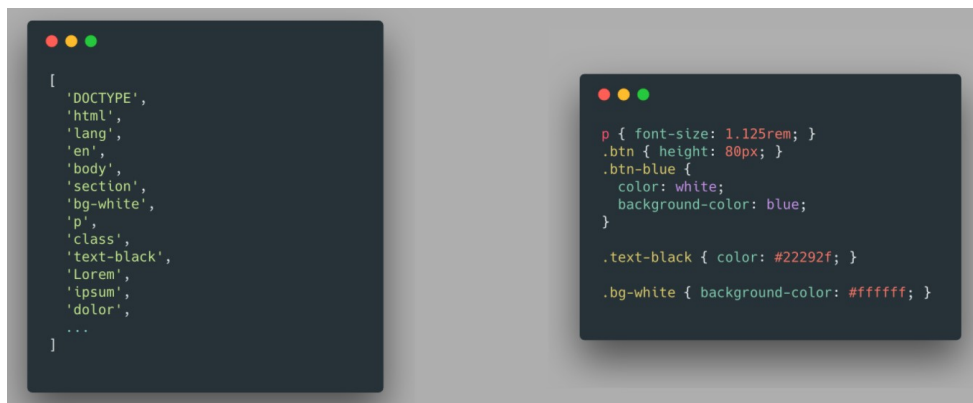 [
'DOCTYPE',
'html',
'lang',
'en',
'body',
'section',
'bg-white',
'p',
'class',
'text-black',
'Lorem',
'ipsum',
'dolor',
...
]
p { font-size: 1.125rem; }
.btn { height: 80px; }
.btn-blue {
color: white;
background-color: blue;
}
.text-black { color: #22292f; }
.bg-white { background-color: #ffffff; }